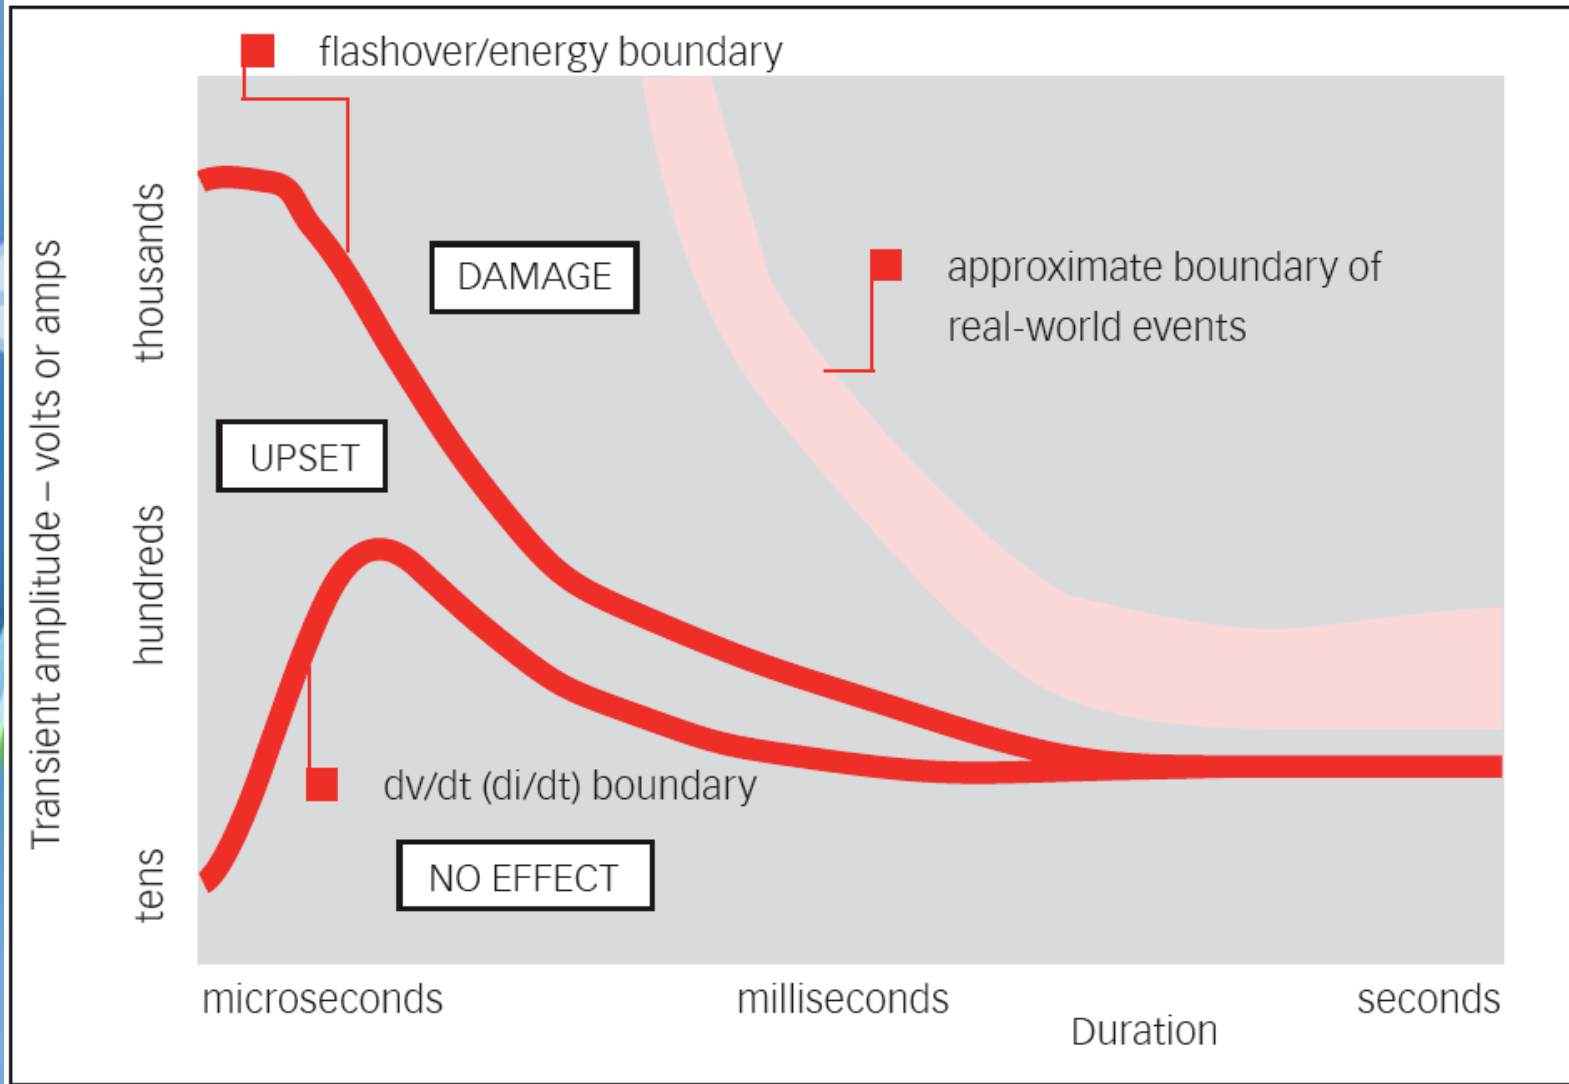 flashover/energy boundary
Transient amplitude – volts or amps
thousands
hundreds
tens
DAMAGE
approximate boundary of
real-world events
UPSET
dv/dt (di/dt) boundary
NO EFFECT
microseconds
milliseconds
seconds
Duration